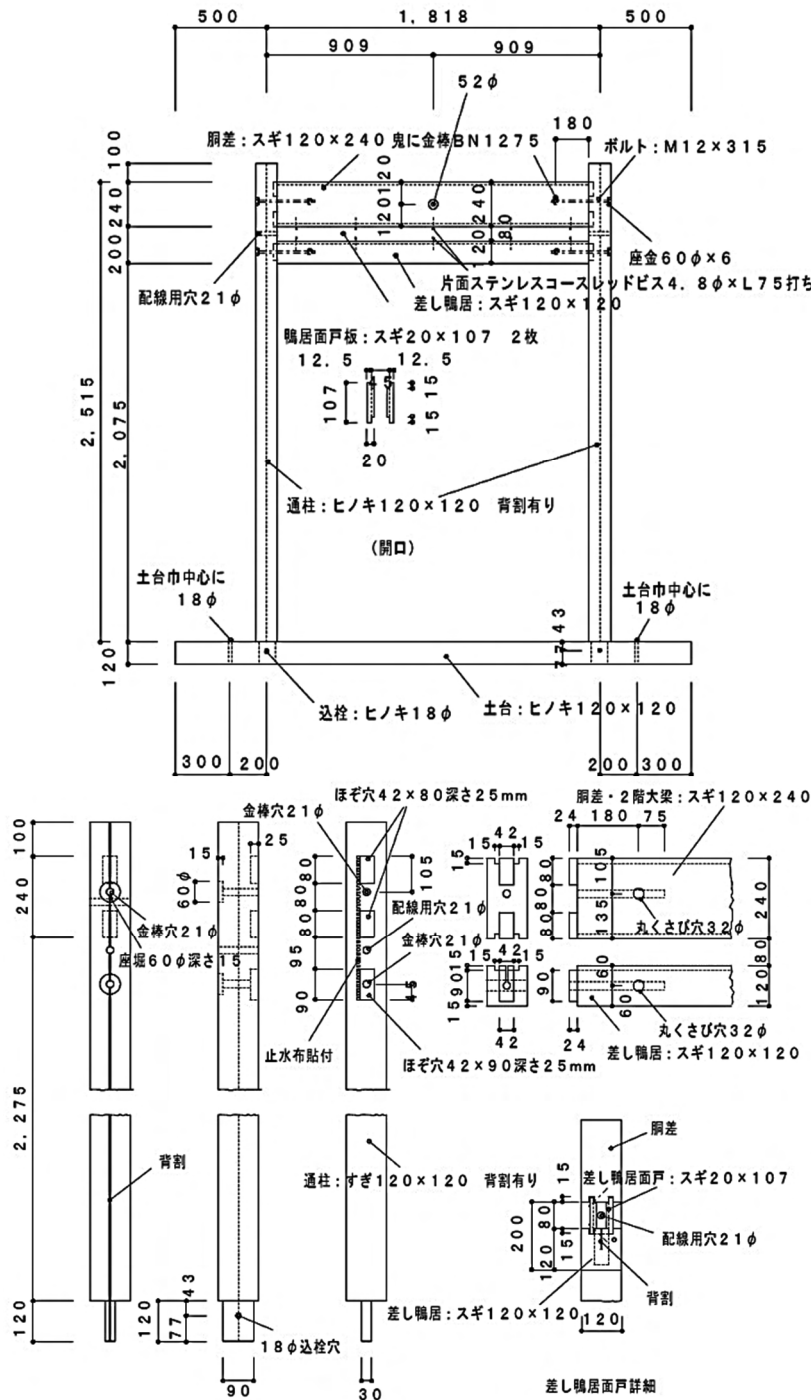 500
1,818
500
909
909
52φ
胴差:スギ120×240 鬼に金棒BN1275
180
ボルト:M12×315
100
240
200
120
120
240
80
120
座金60φ×6
配線用穴21φ
片面ステンレスコースレッドビス4.8φ×L75打ち
差し鴨居:スギ120×120
鴨居面戸板:スギ20×107 2枚
12.5
12.5
45
15
15
107
20
2,515
2,075
通柱:ヒノキ120×120 背割有り
(開口)
土台巾中心に
18φ
土台巾中心に
18φ
43
77
120
込栓:ヒノキ18φ
土台:ヒノキ120×120
300
200
200
300
ほぞ穴42×80深さ25mm
金棒穴21φ
胴差・2階大梁:スギ120×240
100
240
15
25
60φ
80
80
80
95
90
105
配線用穴21φ
金棒穴21φ
45
15
42
15
15
80
80
80
24
180
75
105
135
240
80
120
丸くさび穴32φ
金棒穴21φ
座堀60φ深さ15
15
42
15
15
90
15
42
90
60
60
24
丸くさび穴32φ
差し鴨居:スギ120×120
止水布貼付
ほぞ穴42×90深さ25mm
2,275
背割
通柱:すぎ120×120 背割有り
胴差
15
差し鴨居面戸:スギ20×107
200
80
120
15
配線用穴21φ
背割
差し鴨居:スギ120×120
120
43
120
120
77
18φ込栓穴
90
30
差し鴨居面戸詳細